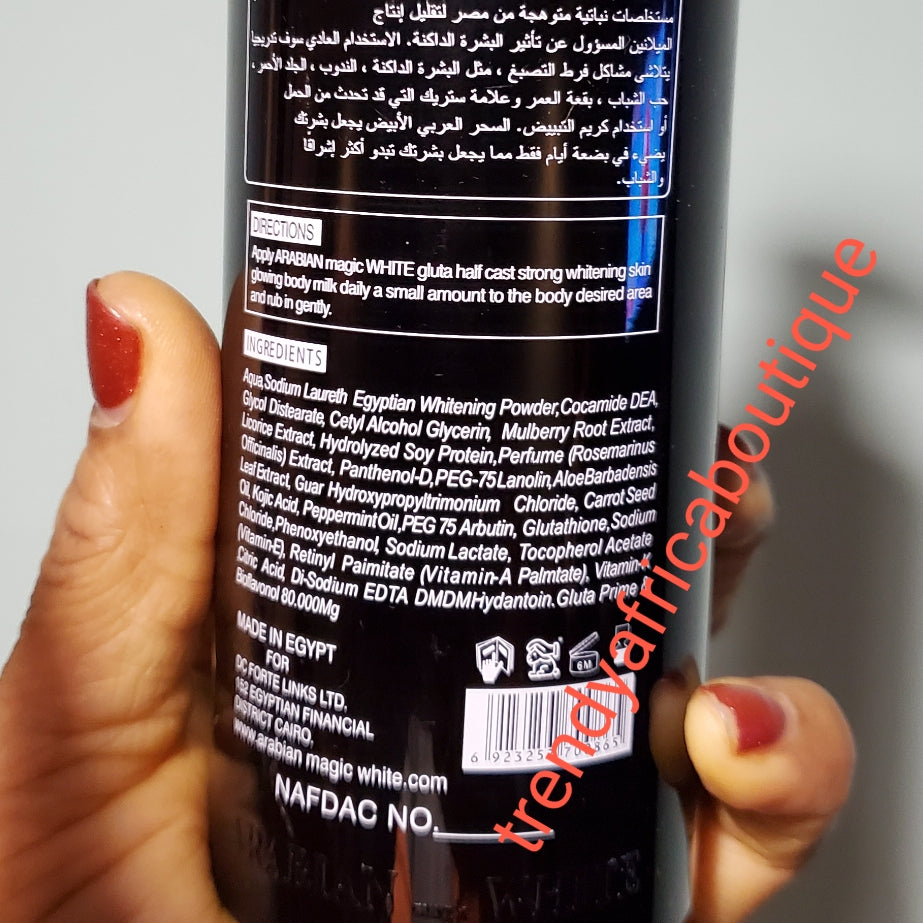 مستخلصات نباتية متوهجة من مصر لتقليل إنتاج
الميلانين المسؤول عن تأثير البشرة الداكنة. الاستخدام العادي سوف تدريجيا
يتلاشى مشاكل فرط التصبغ ، مثل البشرة الداكنة ، الندوب ، الجلد الأحمر ،
حب الشباب ، بقعة العمر وعلامة ستريك التي قد تحدث من الحمل
أو استخدام كريم التبييض. السحر العربي الأبيض يجعل بشرتك
يضيء في بضعة أيام فقط مما يجعل بشرتك تبدو أكثر إشراقًا
والشباب.
DIRECTIONS
Apply ARABIAN magic WHITE gluta half cast strong whitening skin
glowing body milk daily a small amount to the body desired area
and rub in gently.
INGREDIENTS
Aqua,Sodium Laureth Egyptian Whitening Powder,Cocamide DEA,
Glycol Distearate, Cetyl Alcohol Glycerin, Mulberry Root Extract,
Licorice Extract, Hydrolyzed Soy Protein,Perfume (Rosemarinus
Officinalis) Extract, Panthenol-D,PEG-75 Lanolin,AloeBarbadensis
Leaf Extract, Guar Hydroxypropyltrimonium Chloride, Carrot Seed
Oil, Kojic Acid, Peppermint Oil,PEG 75 Arbutin, Glutathione,Sodium
Chloride,Phenoxyethanol, Sodium Lactate, Tocopherol Acetate
(Vitamin-E), Retinyl Paimitate (Vitamin-A Palmtate), Vitamin-K
Citric Acid, Di-Sodium EDTA DMDMHydantoin. Gluta Prime &
Bioflavonol 80.000Mg
MADE IN EGYPT
FOR
DC FORTE LINKS LTD.
152 EGYPTIAN FINANCIAL
DISTRICT CAIRO.
www.arabian magic white.com
6M
NAFDAC NO.
trendyafricaboutique